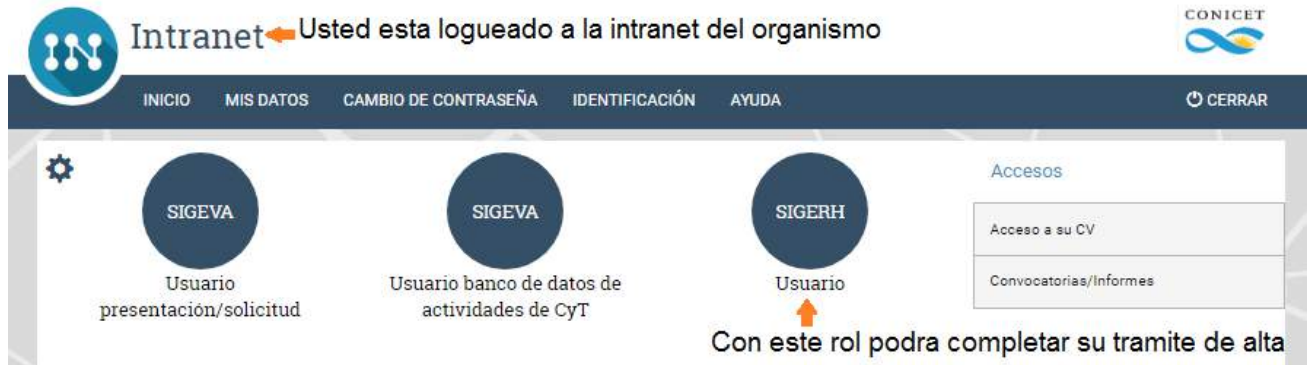 Intranet
Usted esta logueado a la intranet del organismo
CONICET
INICIO MIS DATOS CAMBIO DE CONTRASEÑA IDENTIFICACIÓN AYUDA CERRAR
SIGEVA
Usuario
presentación/solicitud
SIGEVA
Usuario banco de datos de
actividades de CyT
SIGERH
Usuario
Accesos
Acceso a su CV
Convocatorias/Informes
Con este rol podra completar su tramite de alta